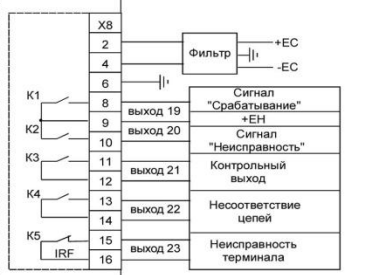 X8
2
+EC
Фильтр
4
-EC
6
K1
8
Сигнал
"Срабатывание"
выход 19
9
+EH
K2
выход 20
10
Сигнал
"Неисправность"
K3
11
Контрольный
выход
выход 21
12
K4
13
Несоответствие
цепей
выход 22
14
K5
15
Неисправность
терминала
выход 23
IRF
16